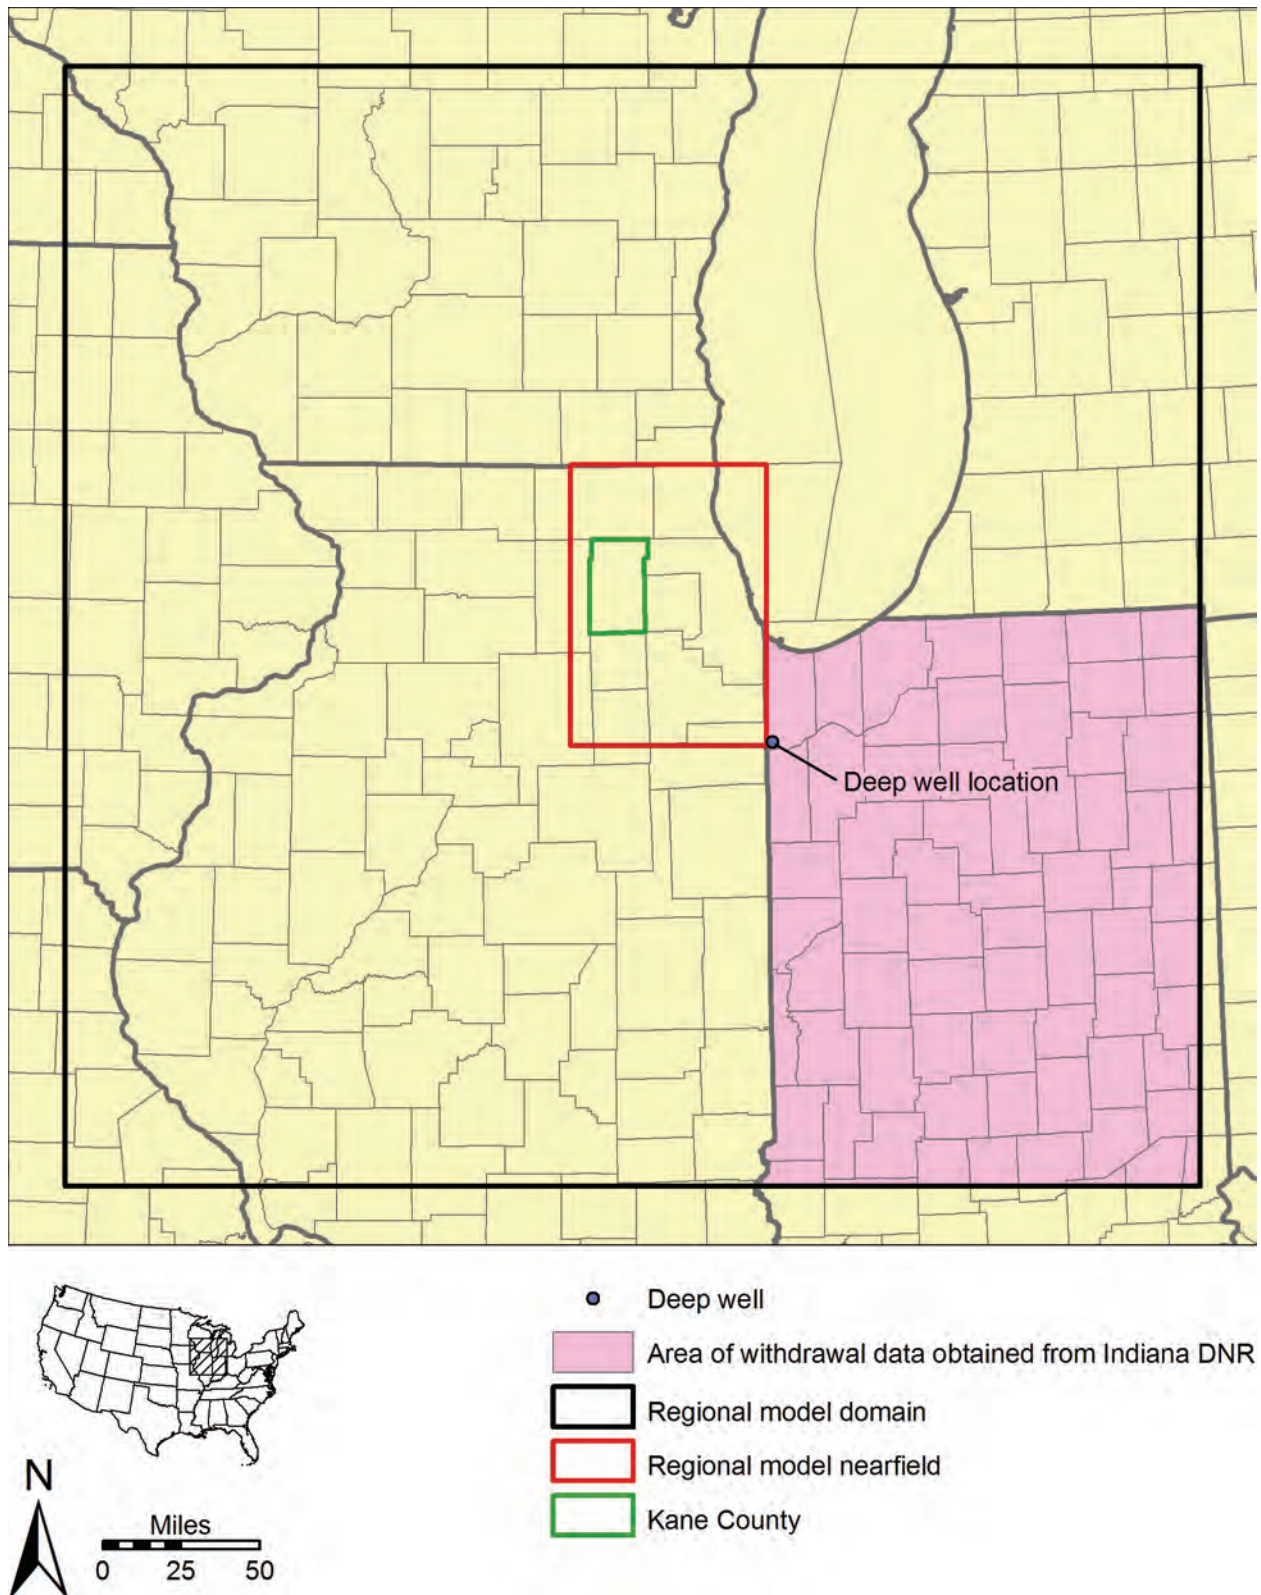 Deep well location
Deep well
Area of withdrawal data obtained from Indiana DNR
Regional model domain
Regional model nearfield
Kane County
N
Miles
0 25 50